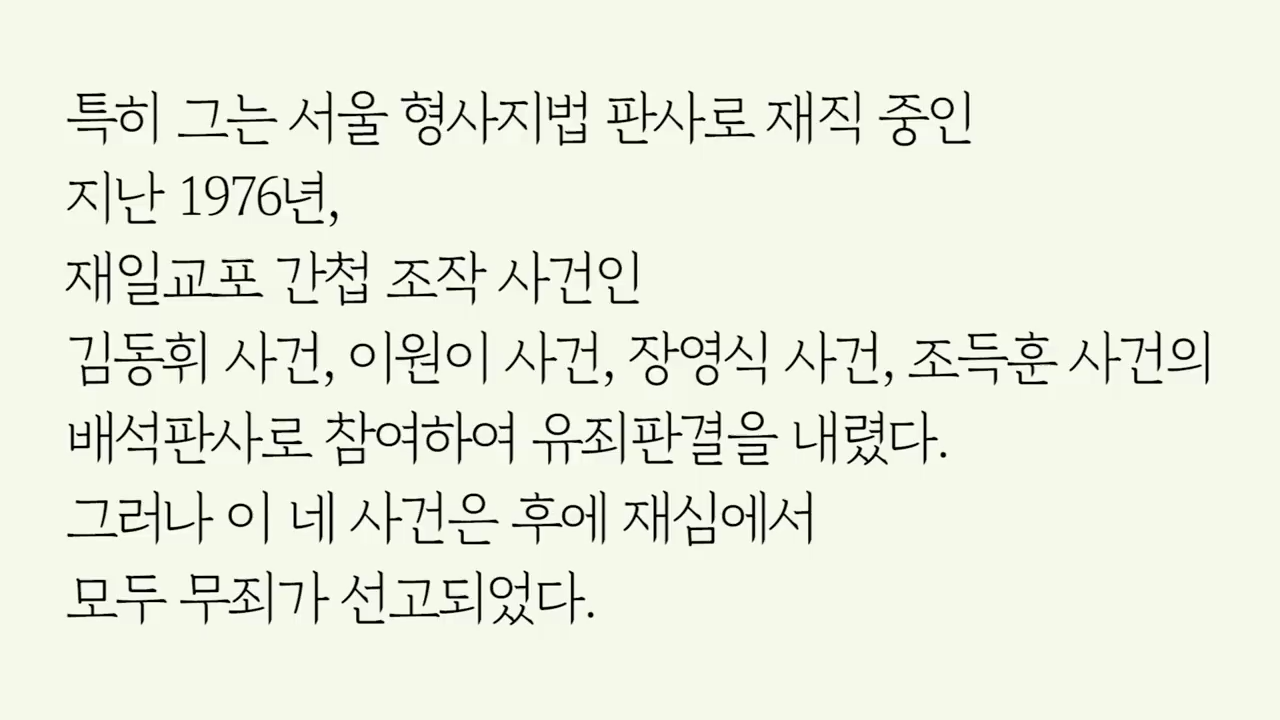 특히 그는 서울 형사지법 판사로 재직 중인
지난 1976년,
재일교포 간첩 조작 사건인
김동휘 사건, 이원이 사건, 장영식 사건, 조득훈 사건의
배석판사로 참여하여 유죄판결을 내렸다.
그러나 이 네 사건은 후에 재심에서
모두 무죄가 선고되었다.